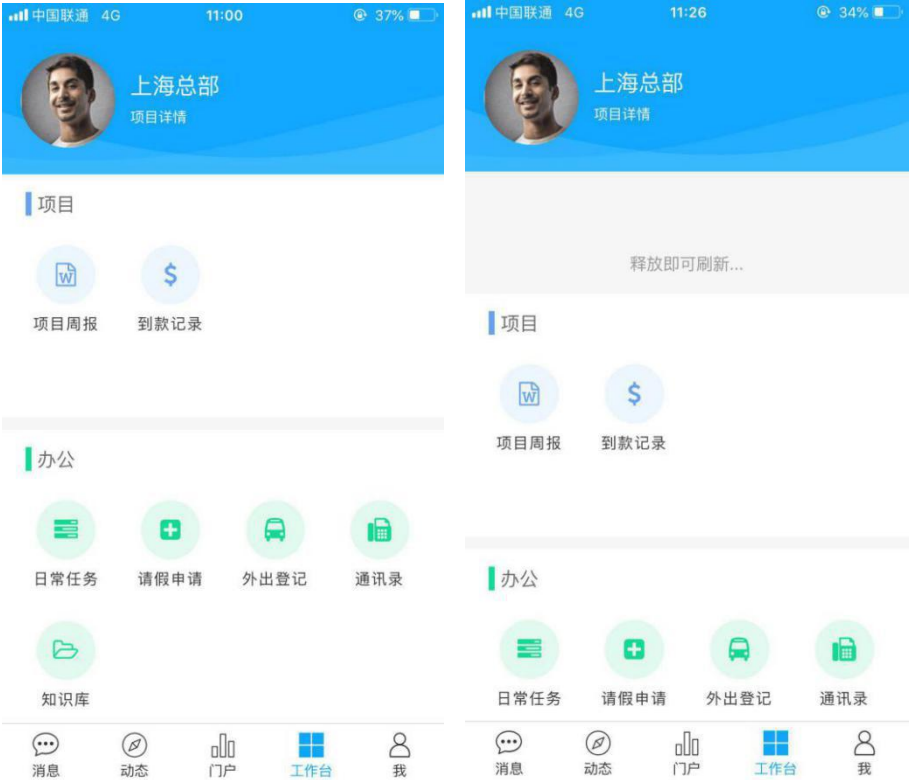 中国联通 4G 11:00 37%
上海总部
项目详情
项目
W $
项目周报 到款记录
办公
日常任务 请假申请 外出登记 通讯录
知识库
消息 动态 门户 工作台 我
中国联通 4G 11:26 34%
上海总部
项目详情
释放即可刷新...
项目
W $
项目周报 到款记录
办公
日常任务 请假申请 外出登记 通讯录
消息 动态 门户 工作台 我